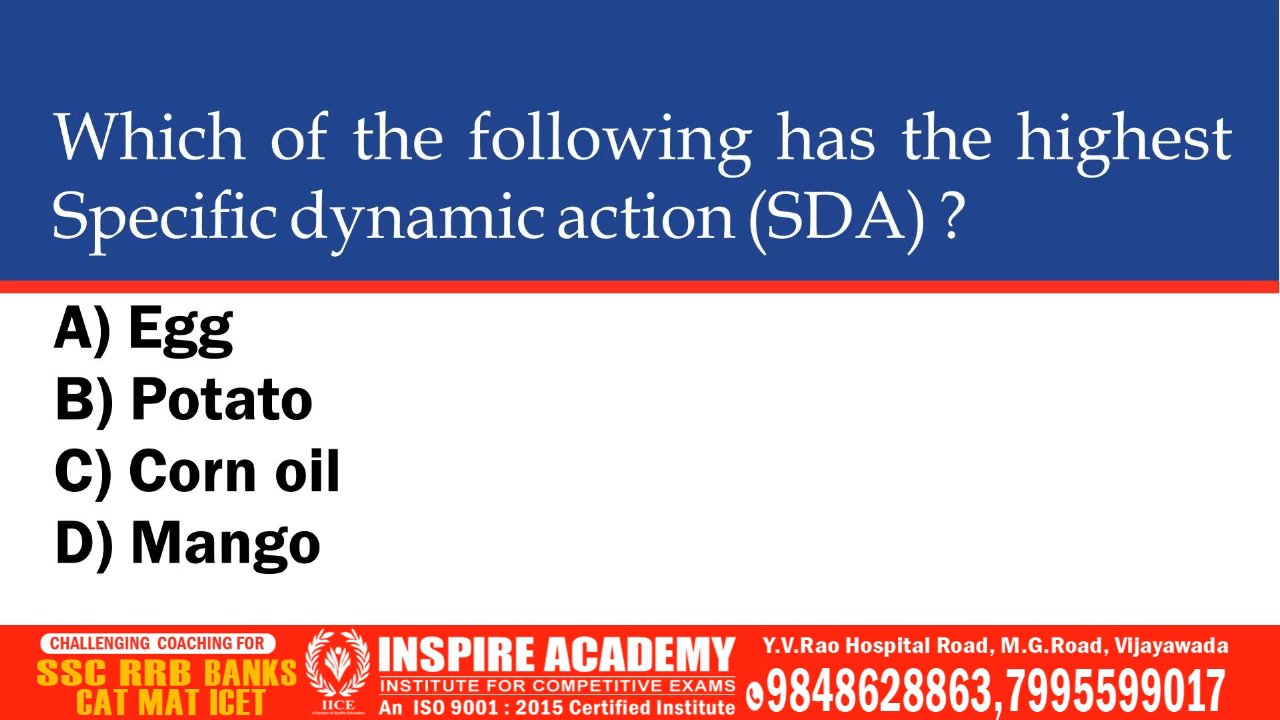 Which of the following has the highest
Specific dynamic action (SDA) ?
A) Egg
B) Potato
C) Corn oil
D) Mango
CHALLENGING COACHING FOR
SSC RRB BANKS
CAT MAT ICET
IICE
INSPIRE ACADEMY
INSTITUTE FOR COMPETITIVE EXAMS
An ISO 9001 : 2015 Certified Institute
Y.V.Rao Hospital Road, M.G.Road, Vijayawada
9848628863,7995599017